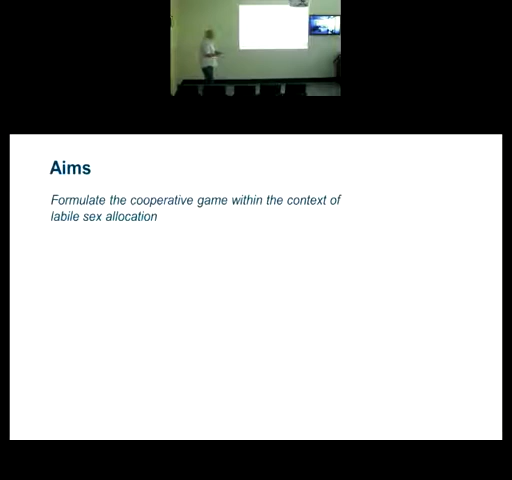 Aims
Formulate the cooperative game within the context of
labile sex allocation